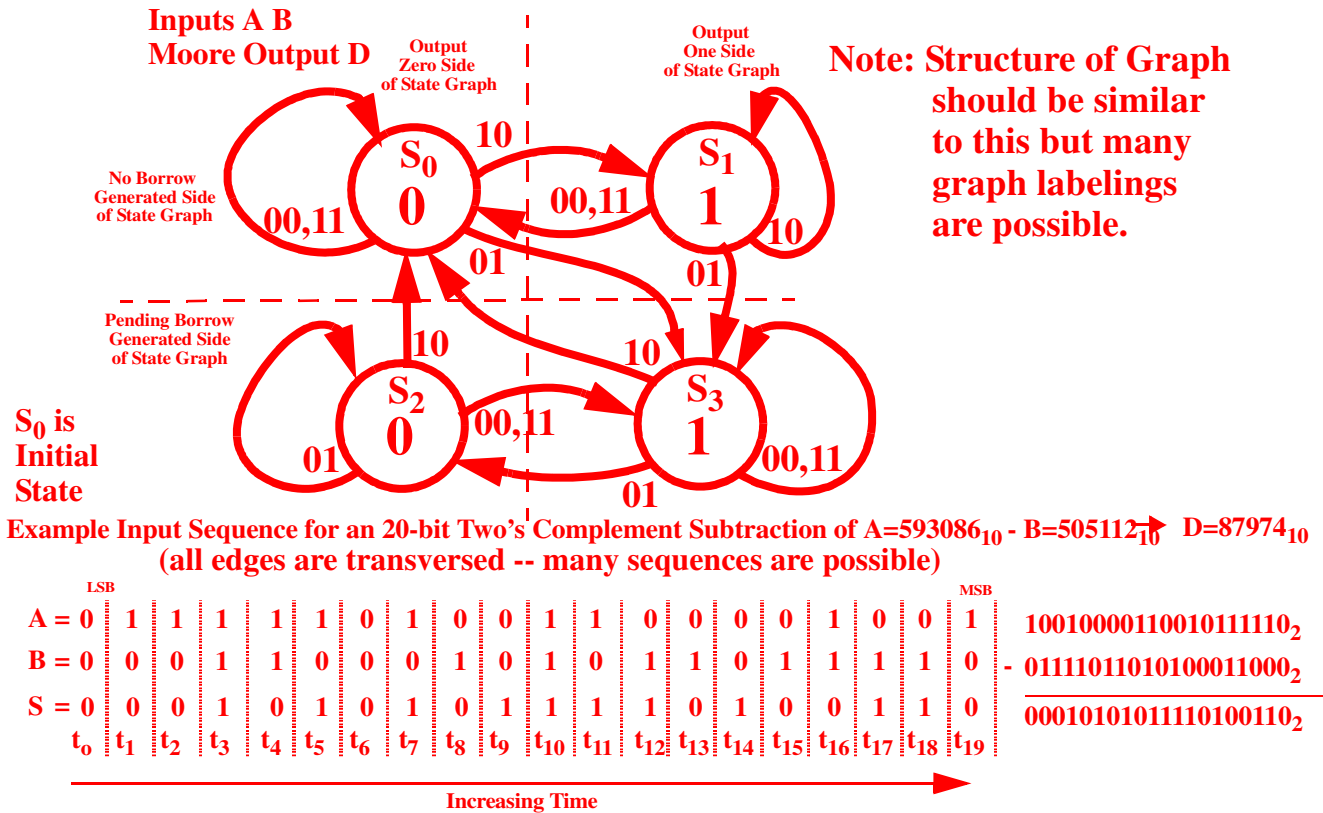 Inputs A B
Moore Output D
Output
Zero Side
of State Graph
Output
One Side
of State Graph
Note: Structure of Graph
should be similar
to this but many
graph labelings
are possible.
No Borrow
Generated Side
of State Graph
S0
0
00,11
10
00,11
S1
1
10
01
01
Pending Borrow
Generated Side
of State Graph
10
10
S2
0
01
00,11
01
S3
1
00,11
S0 is
Initial
State
Example Input Sequence for an 20-bit Two's Complement Subtraction of A=59308610 - B=50511210 D=8797410
(all edges are transversed -- many sequences are possible)
LSB MSB
A = 0 1 1 1 1 1 0 1 0 0 1 1 0 0 0 0 1 0 0 1 100100001100101111102
B = 0 0 0 1 1 0 0 0 1 0 1 0 1 1 0 1 1 1 1 0 - 011110110101000110002
S = 0 0 0 1 0 1 0 1 0 1 1 1 1 0 1 0 0 1 1 0 000101010111101001102
to t1 t2 t3 t4 t5 t6 t7 t8 t9 t10 t11 t12 t13 t14 t15 t16 t17 t18 t19
Increasing Time